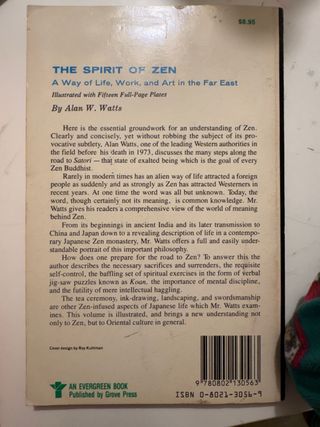 $8.95
THE SPIRIT OF ZEN
A Way of Life, Work, and Art in the Far East
Illustrated with Fifteen Full-Page Plates
By Alan W. Watts
Here is the essential groundwork for an understanding of Zen.
Clearly and concisely, yet without robbing the subject of its pro-
vocative subtlety, Alan Watts, one of the leading Western authorities in
the field before his death in 1973, discusses the many steps along the
road to Satori — that state of exalted being which is the goal of every
Zen Buddhist.
Rarely in modern times has an alien way of life attracted a foreign
people as suddenly and as strongly as Zen has attracted Westerners in
recent years. At one time the word was all but unknown. Today, the
word, though certainly not its meaning, is common knowledge. Mr.
Watts gives his readers a comprehensive view of the world of meaning
behind Zen.
From its beginnings in ancient India and its later transmission to
China and Japan down to a revealing description of life in a contempo-
rary Japanese Zen monastery, Mr. Watts offers a full and easily under-
standable portrait of this important philosophy.
How does one prepare for the road to Zen? To answer this the
author describes the necessary sacrifices and surrenders, the requisite
self-control, the baffling set of spiritual exercises in the form of verbal
jig-saw puzzles known as Koan, the importance of mental discipline,
and the futility of mere intellectual haggling.
The tea ceremony, ink-drawing, landscaping, and swordsmanship
are other Zen-infused aspects of Japanese life which Mr. Watts exam-
ines. This volume is illustrated, and brings a new understanding not
only to Zen, but to Oriental culture in general.
Cover design by Roy Kuhlman
AN EVERGREEN BOOK
Published by Grove Press
9 780802 130563
ISBN 0-8021-3056-9